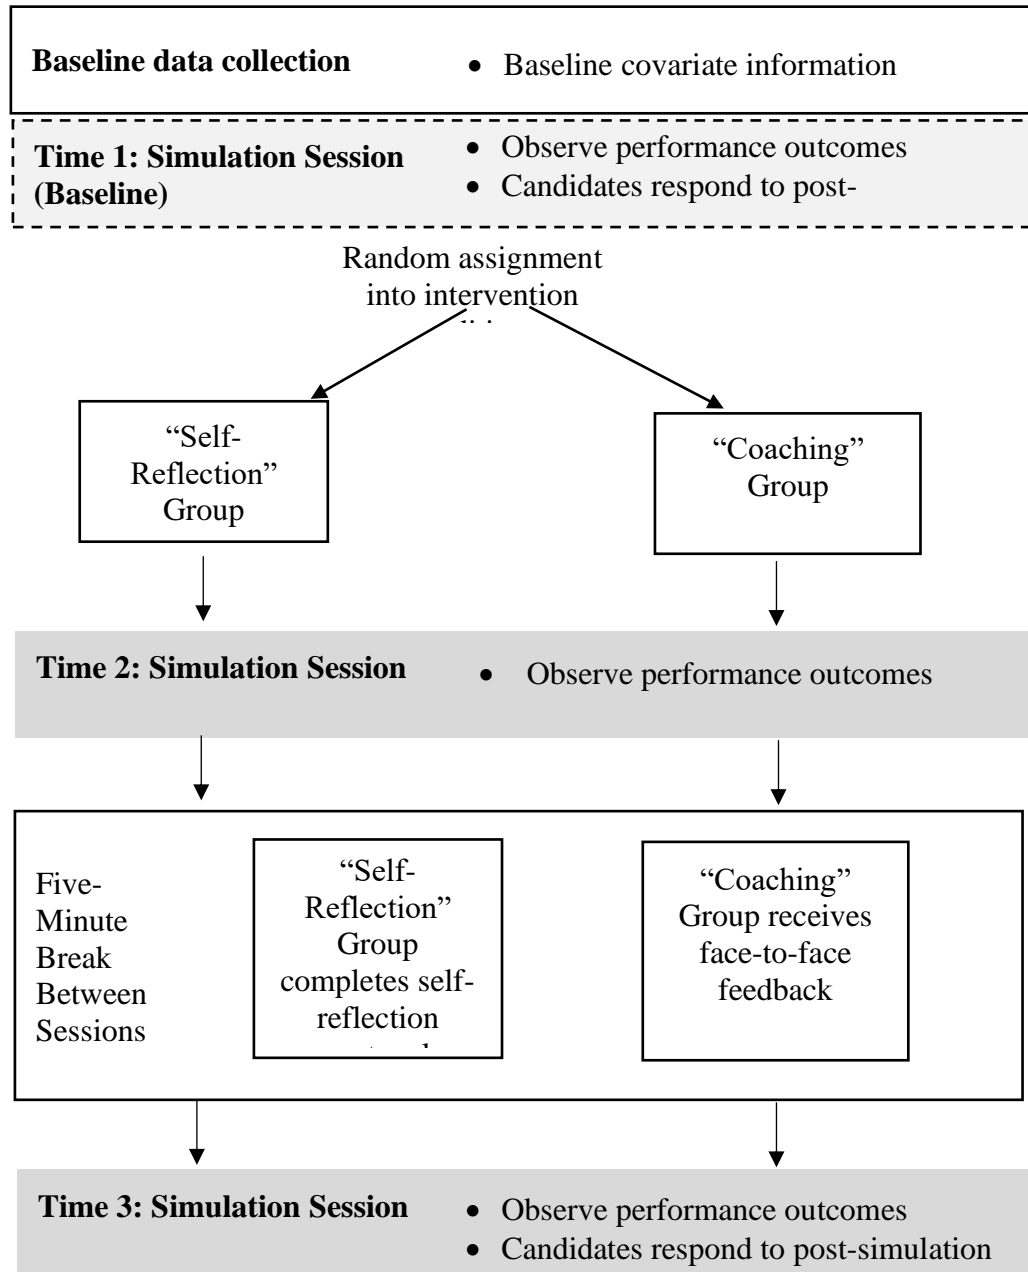 Baseline data collection
• Baseline covariate information
Time 1: Simulation Session
(Baseline)
• Observe performance outcomes
• Candidates respond to post-
Random assignment
into intervention
“Self-
Reflection”
Group
“Coaching”
Group
Time 2: Simulation Session
• Observe performance outcomes
Five-
Minute
Break
Between
Sessions
“Self-
Reflection”
Group
completes self-
reflection
“Coaching”
Group receives
face-to-face
feedback
Time 3: Simulation Session
• Observe performance outcomes
• Candidates respond to post-simulation